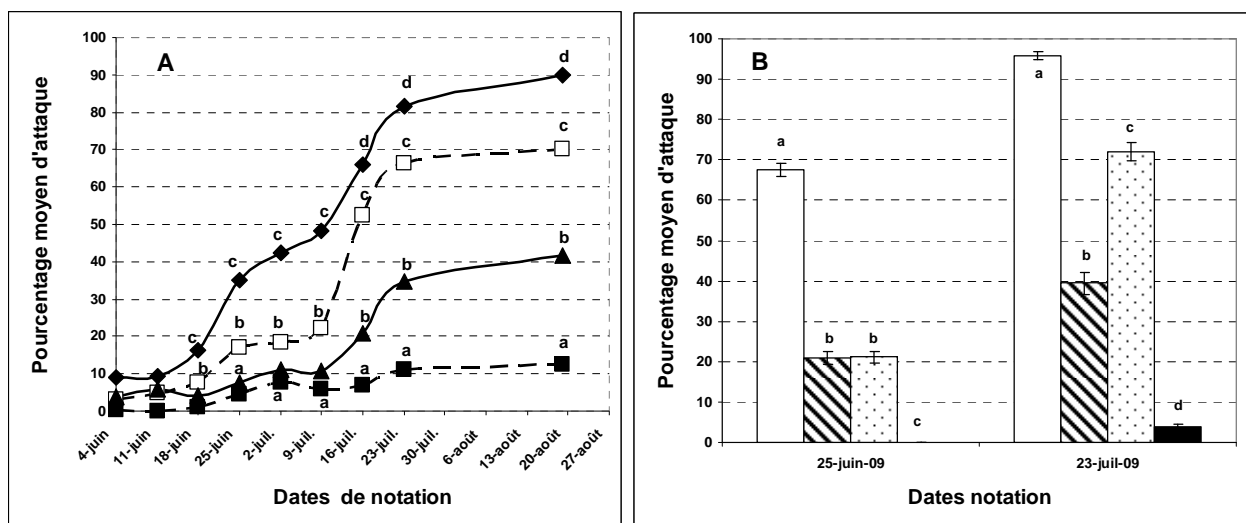 A
Pourcentage moyen d'attaque
100
90
80
70
60
50
40
30
20
10
0
d
d
d
c
c
c
c
c
c
c
c
b
b
b
b
b
b
b
a
a
a
a
a
a
4-juin
11-juin
18-juin
25-juin
2-juil.
9-juil.
16-juil.
23-juil.
30-juil.
6-août
13-août
20-août
27-août
Dates de notation
B
Pourcentage moyen d'attaque
100
90
80
70
60
50
40
30
20
10
0
a
b
b
c
a
b
c
d
25-juin-09
23-juil-09
Dates notation